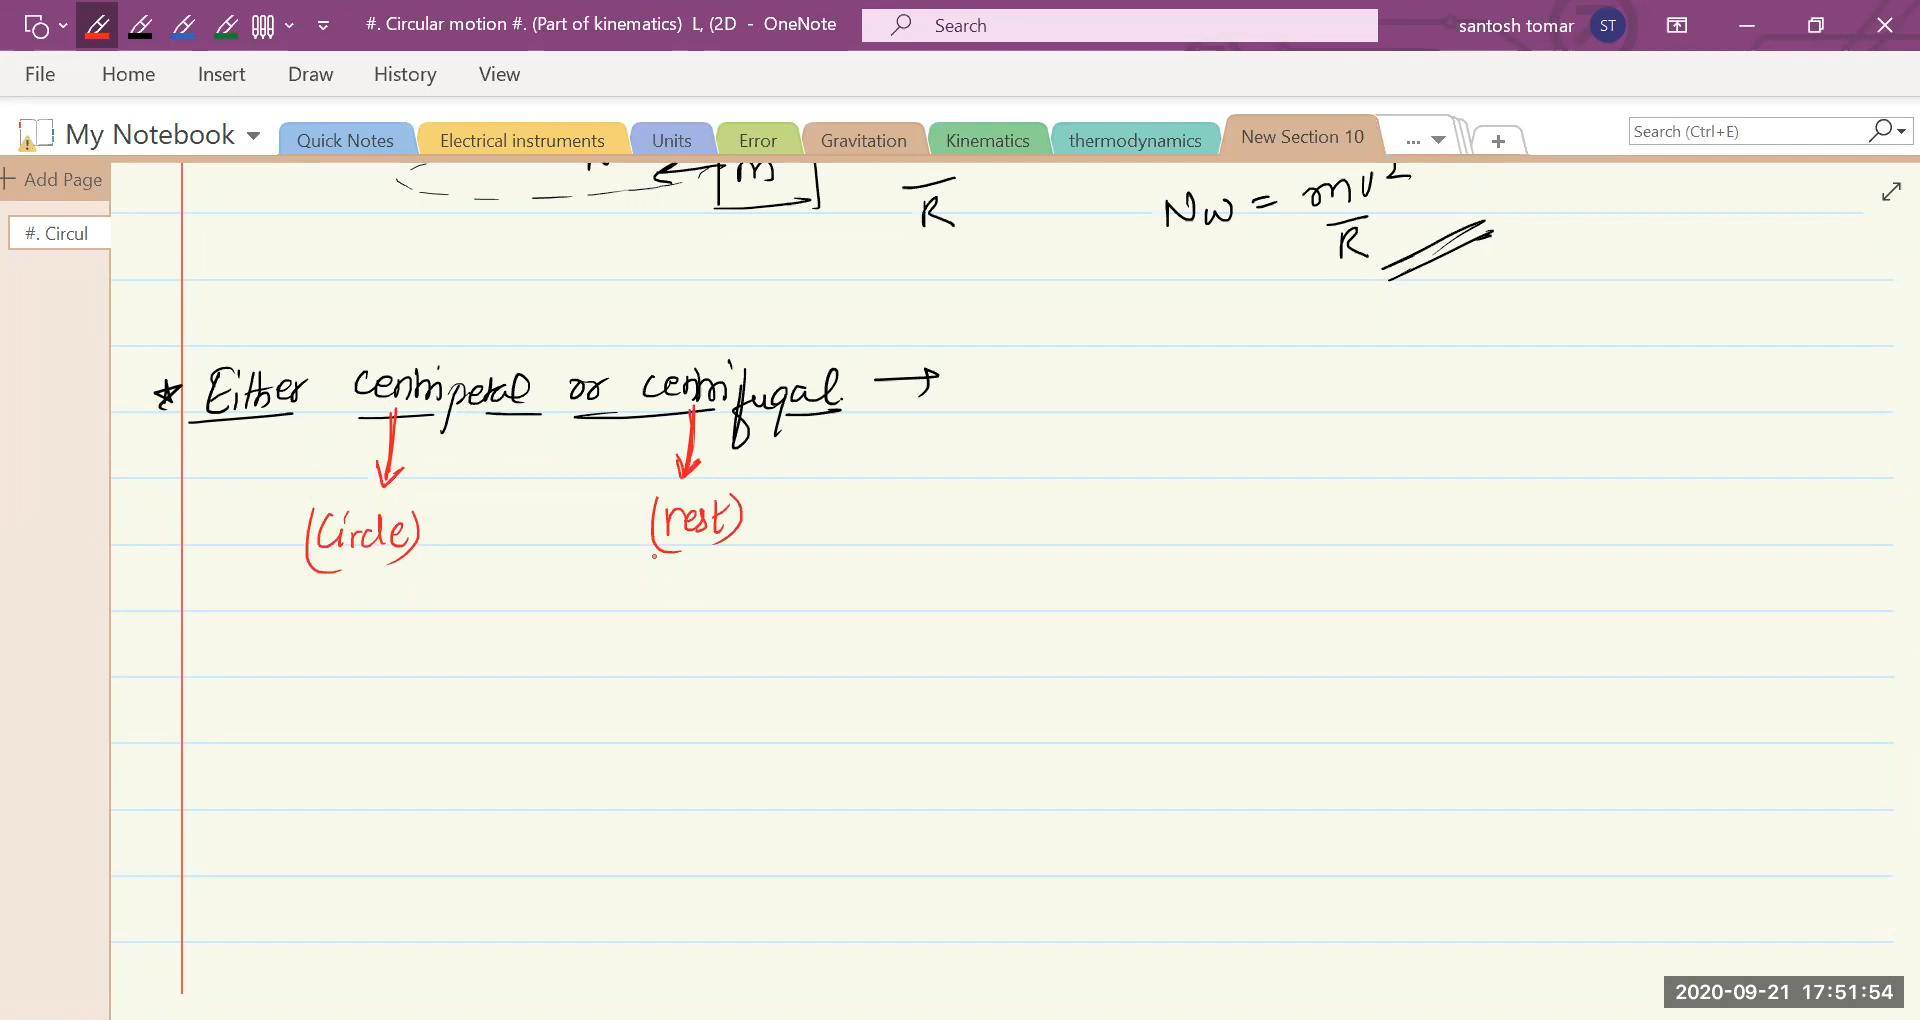 #. Circular motion #. (Part of kinematics) L, (2D - OneNote
Search
santosh tomar ST
File Home Insert Draw History View
My Notebook
Quick Notes Electrical instruments Units Error Gravitation Kinematics thermodynamics New Section 10 ... +
Search (Ctrl+E)
+ Add Page
#. Circul
m
R
Nw = mv²
R
* Either centripetal or centrifugal →
(Circle) (rest)
2020-09-21 17:51:54